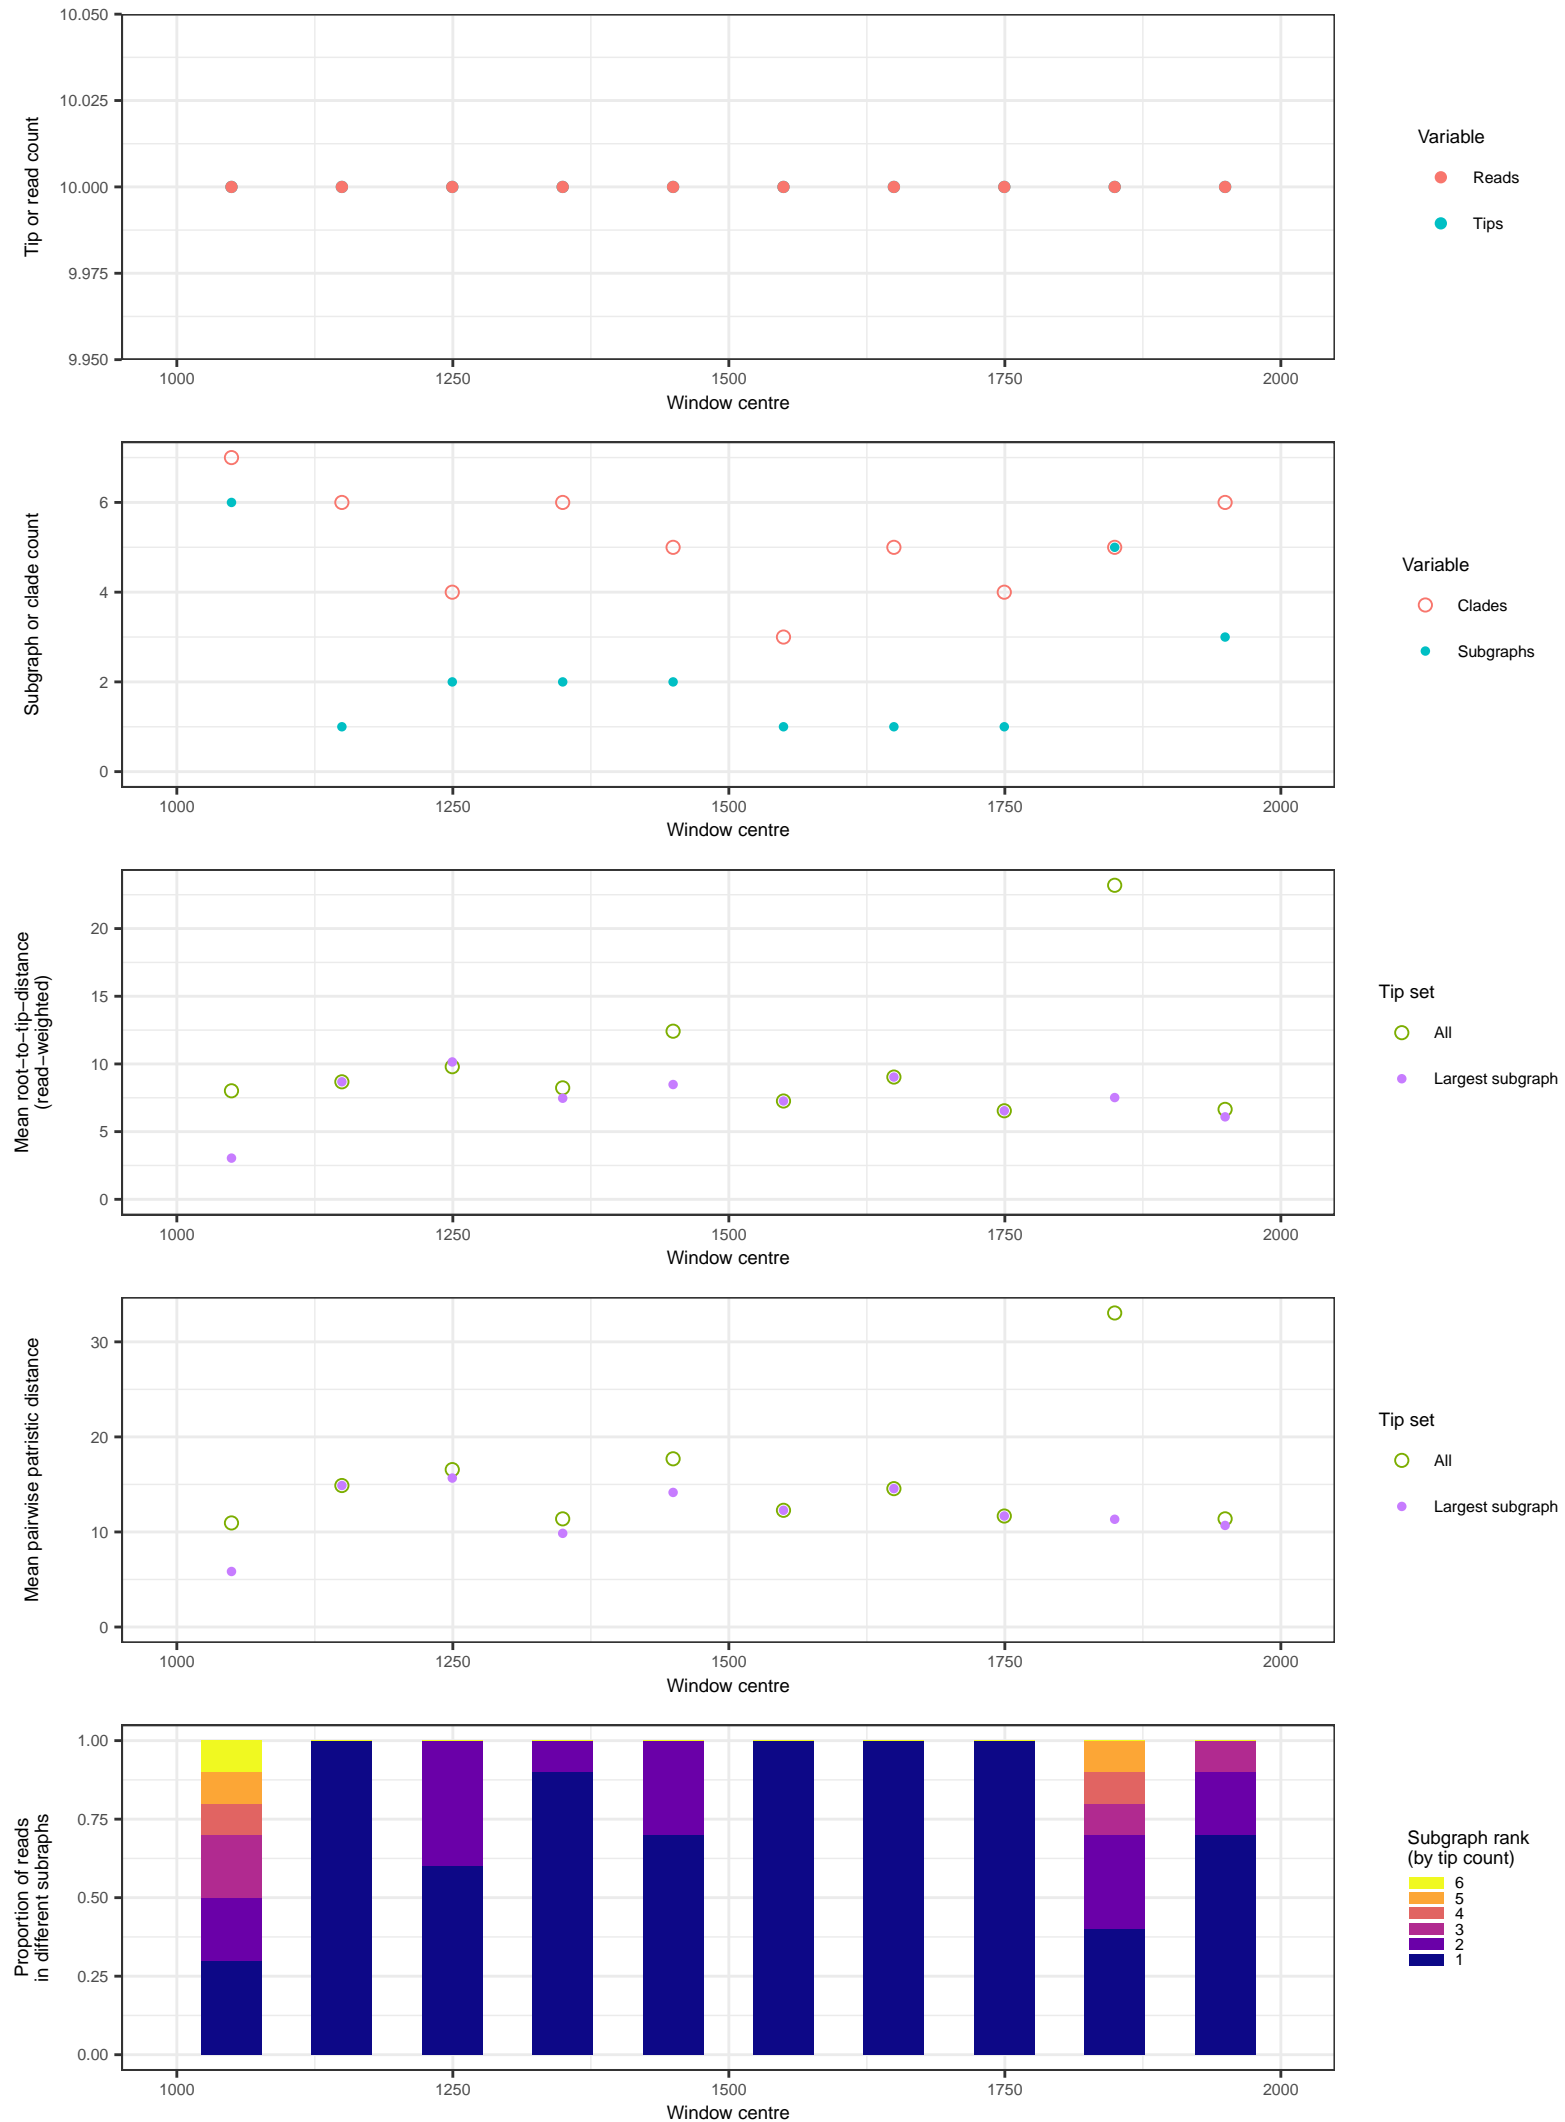 10.050
10.025
10.000
9.975
9.950
Tip or read count
1000 1250 1500 1750 2000
Window centre
Variable
Reads
Tips
6
4
2
0
Subgraph or clade count
1000 1250 1500 1750 2000
Window centre
Variable
Clades
Subgraphs
20
15
10
5
0
Mean root−to−tip−distance
(read−weighted)
1000 1250 1500 1750 2000
Window centre
Tip set
All
Largest subgraph
30
20
10
0
Mean pairwise patristic distance
1000 1250 1500 1750 2000
Window centre
Tip set
All
Largest subgraph
1.00
0.75
0.50
0.25
0.00
Proportion of reads
in different subraphs
1000 1250 1500 1750 2000
Window centre
Subgraph rank
(by tip count)
6
5
4
3
2
1